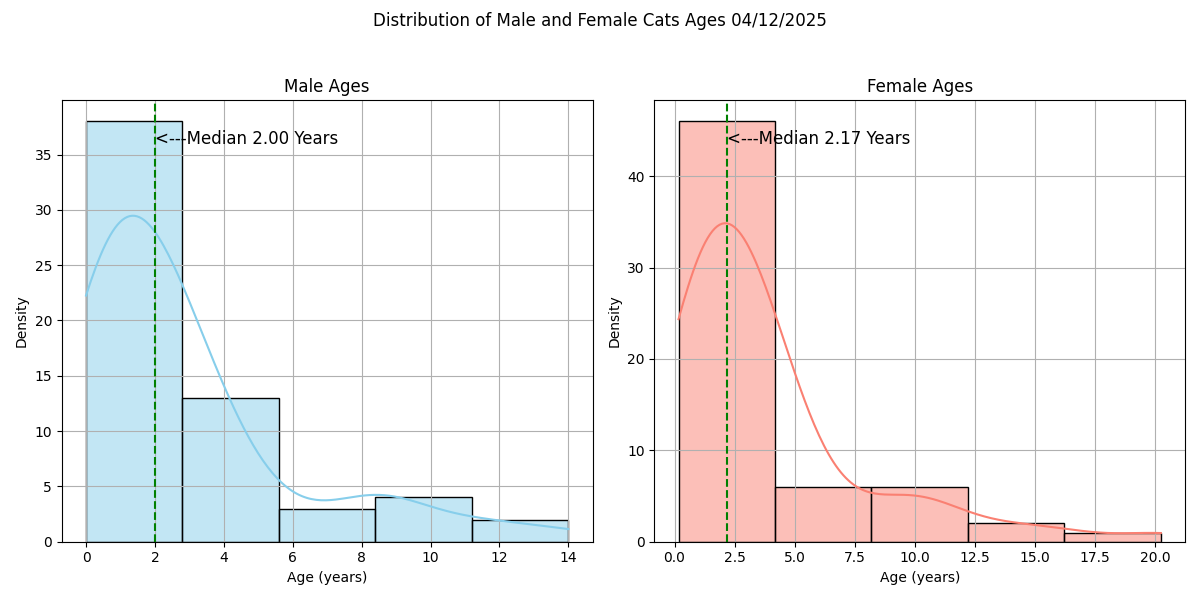 Distribution of Male and Female Cats Ages 04/12/2025
Male Ages
<---Median 2.00 Years
35
30
25
20
15
10
5
0
Density
0 2 4 6 8 10 12 14
Age (years)
Female Ages
<---Median 2.17 Years
40
30
20
10
0
Density
0.0 2.5 5.0 7.5 10.0 12.5 15.0 17.5 20.0
Age (years)